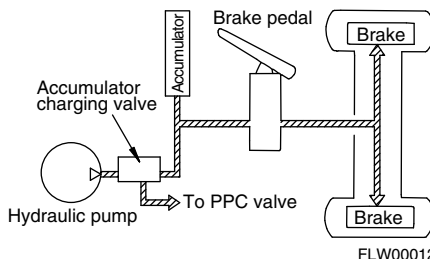 Brake pedal
Brake
Accumulator
Accumulator
charging valve
To PPC valve
Hydraulic pump
Brake
FLW00012